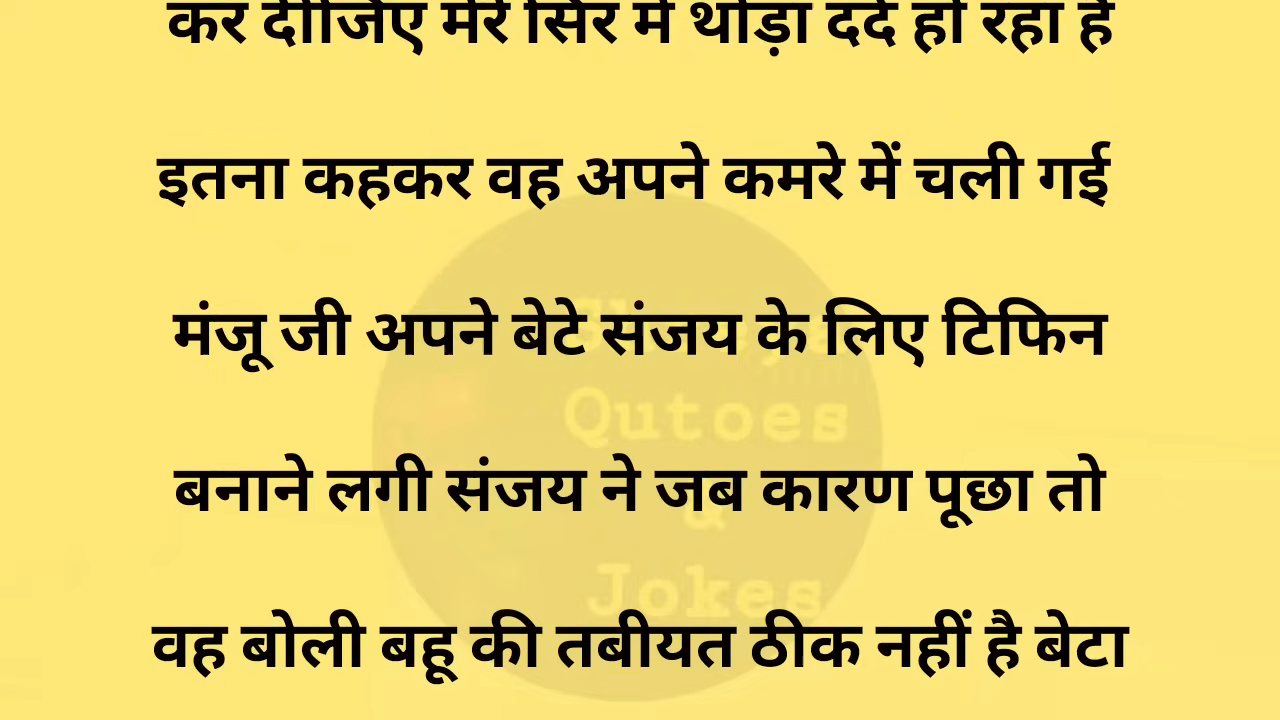 कर दीजिए मेरे सिर में थोड़ा दर्द हो रहा है
इतना कहकर वह अपने कमरे में चली गई
मंजू जी अपने बेटे संजय के लिए टिफिन
Qutoes
बनाने लगी संजय ने जब कारण पूछा तो
&
Jokes
वह बोली बहू की तबीयत ठीक नहीं है बेटा